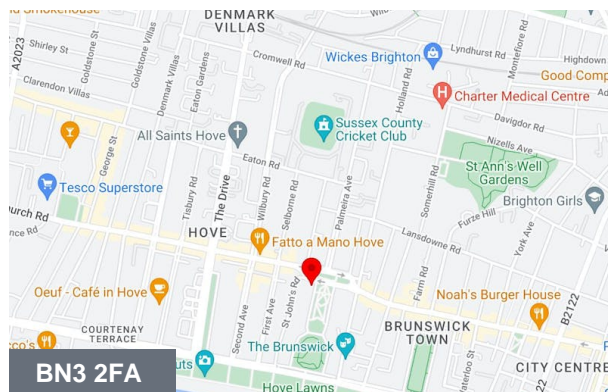 Smokehouse
DENMARK
VILLAS
A2023
Shirley St
Goldstone St
Goldstone Villas
Clarendon Villas
Denmark Villas
Eaton Gardens
Cromwell Rd
Wickes Brighton
Lyndhurst Rd
Montefiore Rd
Highdown
Good Comp
Charter Medical Centre
Holland Rd
Davigdor Rd
All Saints Hove
Sussex County
Cricket Club
Nizells Ave
George St
Eaton Rd
St Ann's Well
Gardens
Tesco Superstore
Brighton Girls
Church Rd
Tisbury Rd
The Drive
Wilbury Rd
Selborne Rd
Palmeira Ave
Somerhill Rd
Furze Hill
York Ave
Lansdowne Rd
HOVE
Fatto a Mano Hove
Oeuf - Café in Hove
Second Ave
First Ave
St John's Rd
Farm Rd
Noah's Burger House
B2122
COURTENAY
TERRACE
The Brunswick
BRUNSWICK
TOWN
Waterloo St
CITY CENTRE
BN3 2FA
Hove Lawns